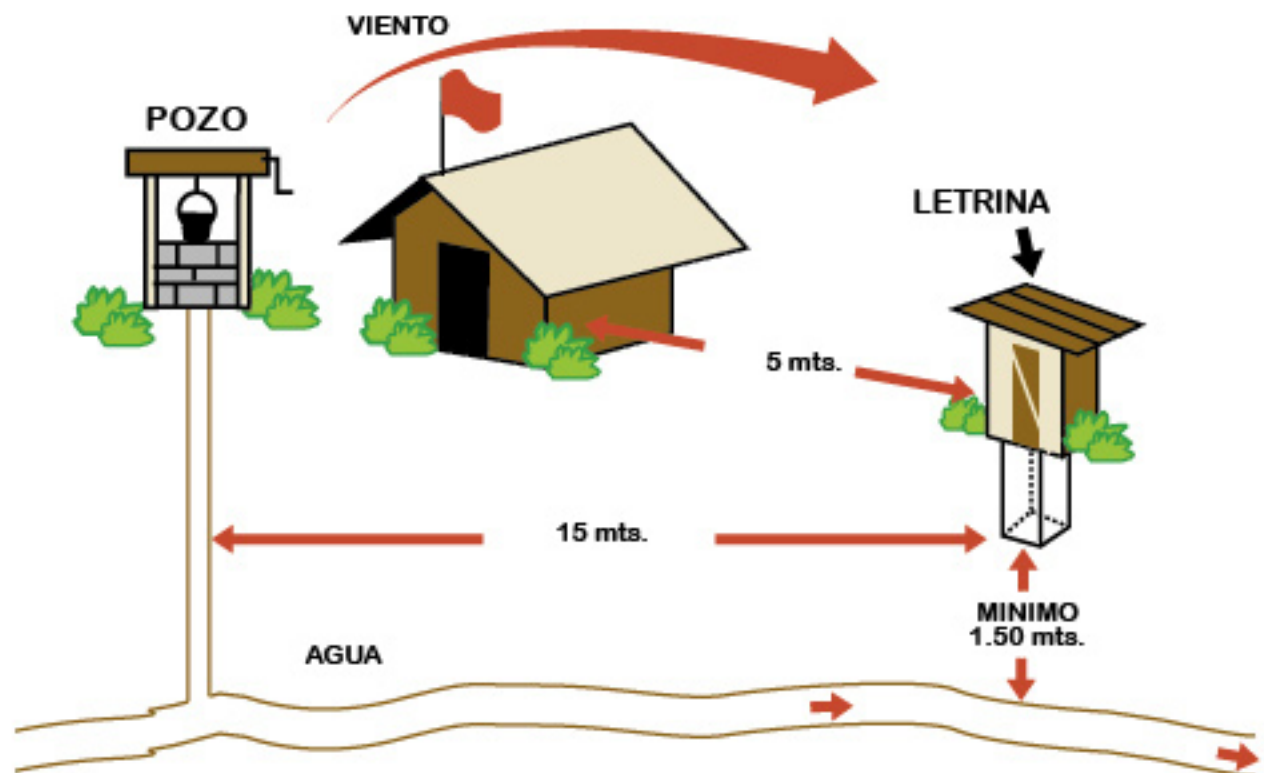 VIENTO
POZO
LETRINA
5 mts.
15 mts.
MINIMO
1.50 mts.
AGUA